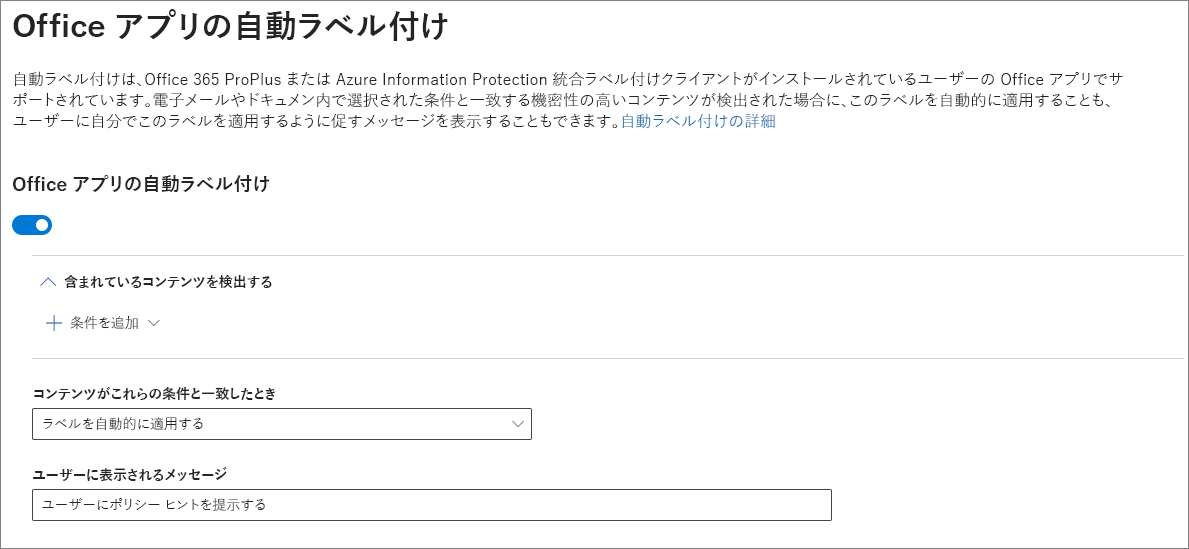 Office アプリの自動ラベル付け
自動ラベル付けは、Office 365 ProPlus または Azure Information Protection 統合ラベル付けクライアントがインストールされているユーザーの Office アプリでサ
ポートされています。電子メールやドキュメン内で選択された条件と一致する機密性の高いコンテンツが検出された場合に、このラベルを自動的に適用することも、
ユーザーに自分でこのラベルを適用するように促すメッセージを表示することもできます。自動ラベル付けの詳細
Office アプリの自動ラベル付け
含まれているコンテンツを検出する
条件を追加
コンテンツがこれらの条件と一致したとき
ラベルを自動的に適用する
ユーザーに表示されるメッセージ
ユーザーにポリシー ヒントを提示する